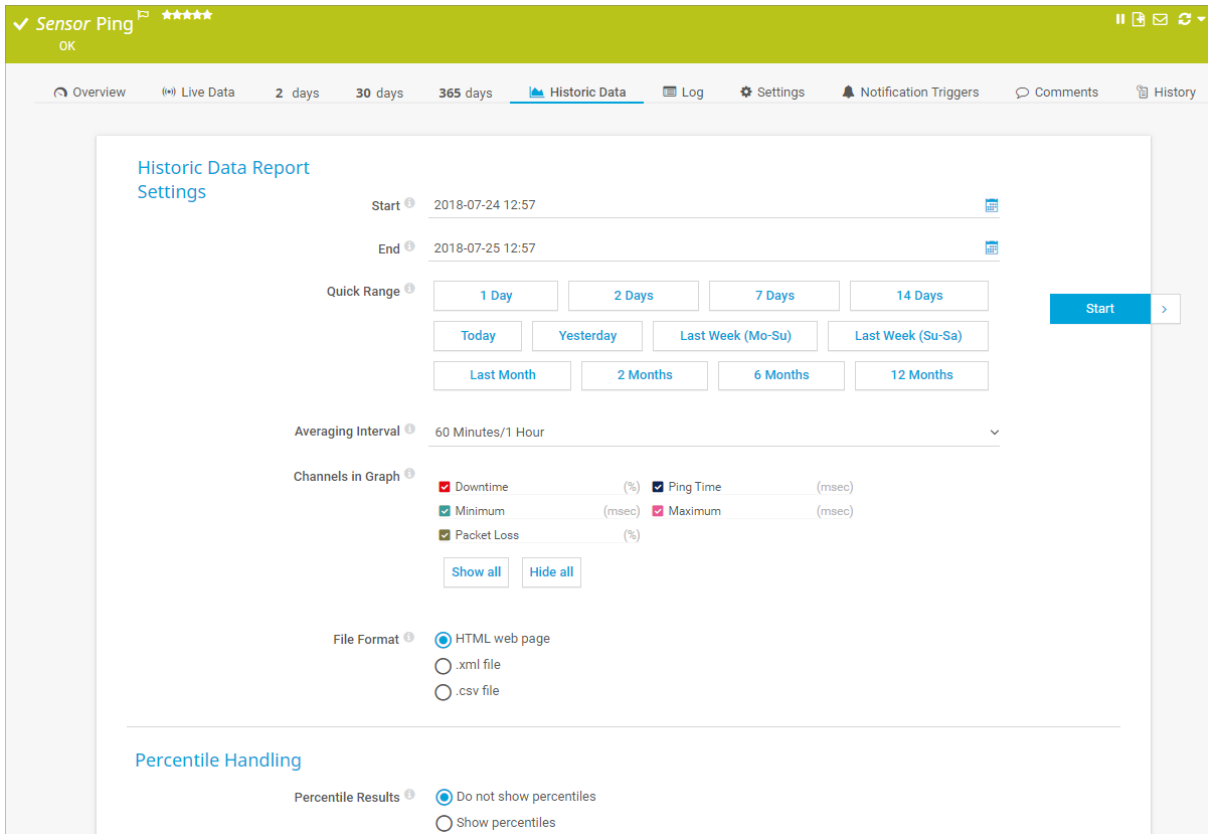 Sensor Ping
OK
Overview Live Data 2 days 30 days 365 days Historic Data Log Settings Notification Triggers Comments History
Historic Data Report
Settings
Start 2018-07-24 12:57
End 2018-07-25 12:57
Quick Range 1 Day 2 Days 7 Days 14 Days
Start >
Today Yesterday Last Week (Mo-Su) Last Week (Su-Sa)
Last Month 2 Months 6 Months 12 Months
Averaging Interval 60 Minutes/1 Hour
Channels in Graph
Downtime (%) Ping Time (msec)
Minimum (msec) Maximum (msec)
Packet Loss (%)
Show all Hide all
File Format HTML web page
.xml file
.csv file
Percentile Handling
Percentile Results Do not show percentiles
Show percentiles